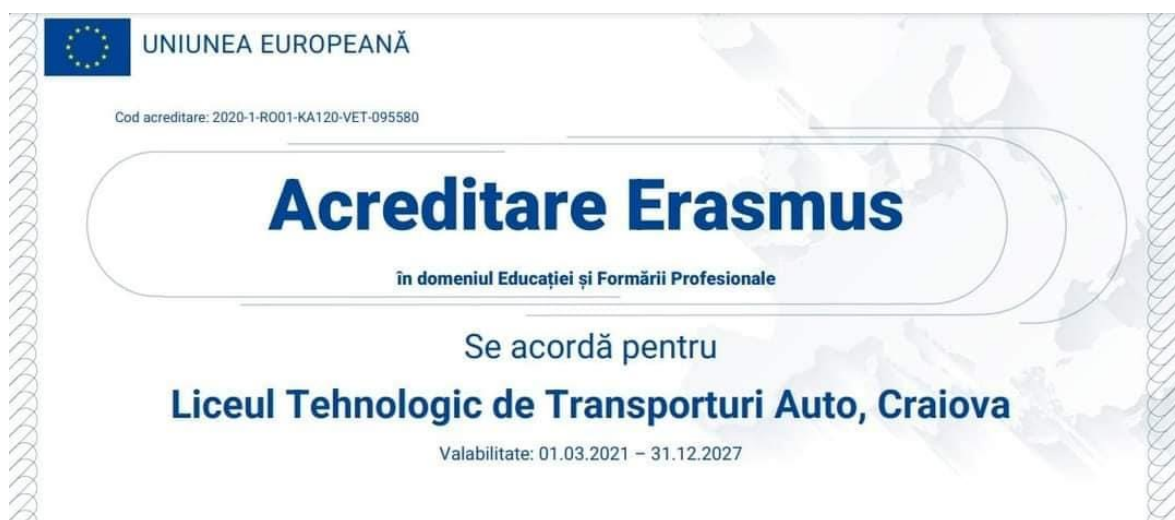 UNIUNEA EUROPEANĂ
Cod acreditare: 2020-1-RO01-KA120-VET-095580
Acreditare Erasmus
în domeniul Educației și Formării Profesionale
Se acordă pentru
Liceul Tehnologic de Transporturi Auto, Craiova
Valabilitate: 01.03.2021 – 31.12.2027